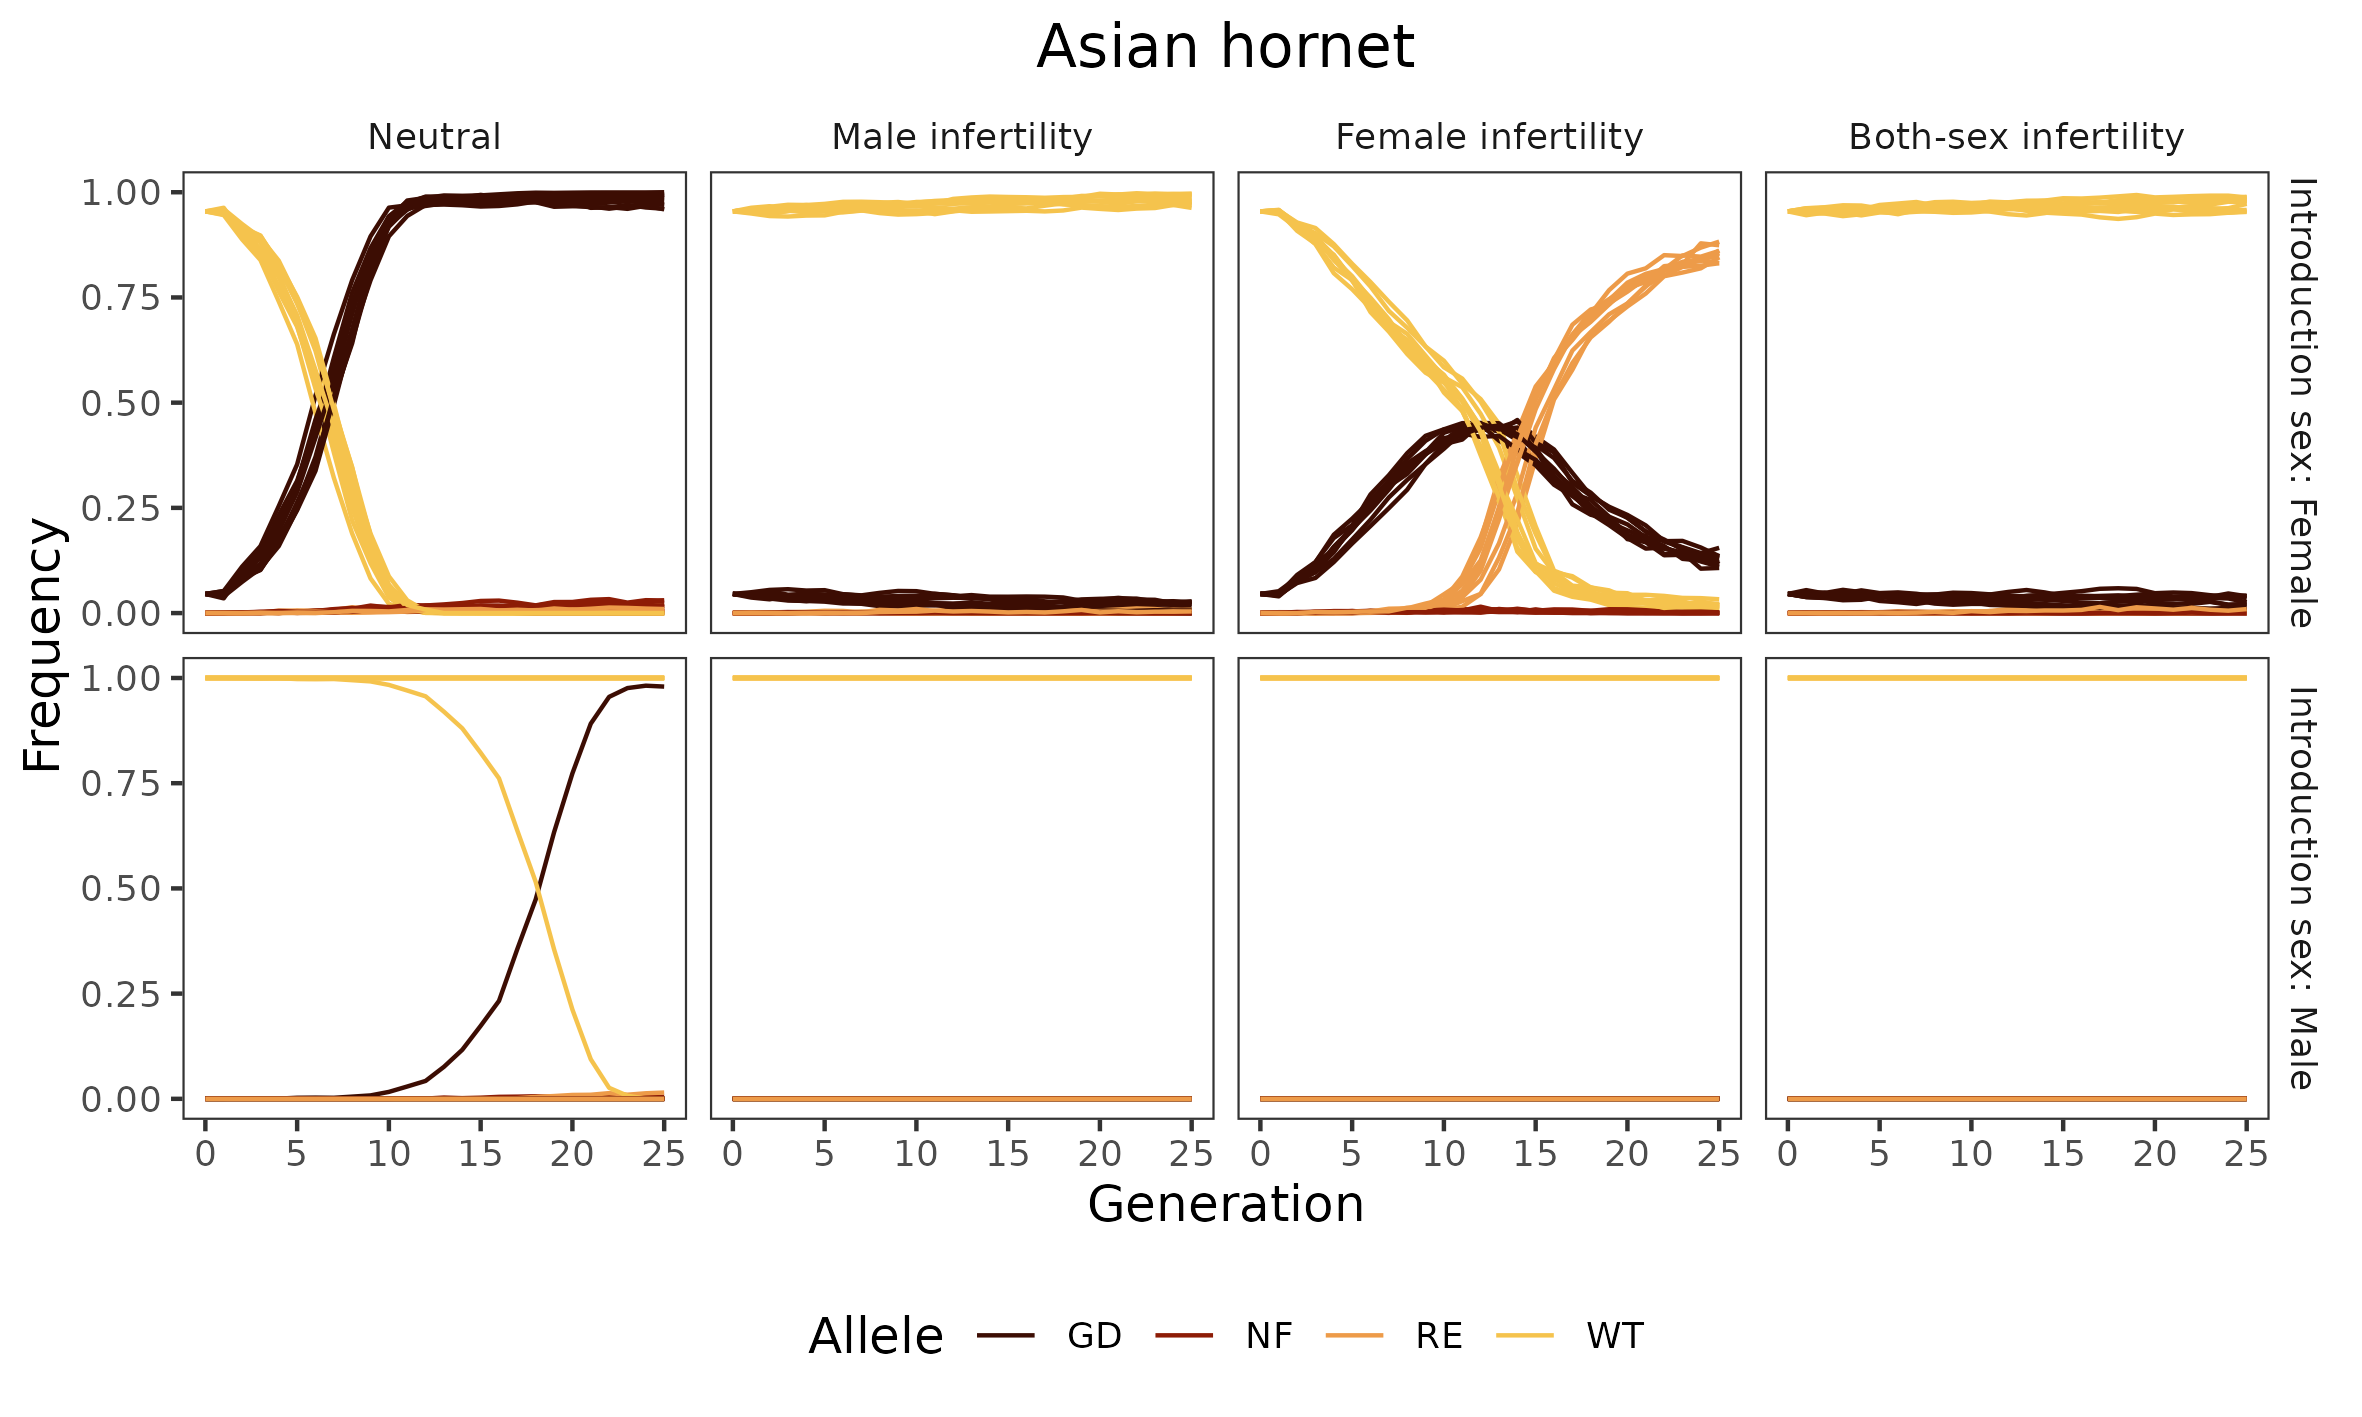 Asian hornet
Neutral Male infertility Female infertility Both-sex infertility
1.00
0.75
0.50
0.25
0.00
Introduction sex: Female
Frequency
1.00
0.75
0.50
0.25
0.00
Introduction sex: Male
0 5 10 15 20 25 0 5 10 15 20 25 0 5 10 15 20 25 0 5 10 15 20 25
Generation
Allele GD NF RE WT